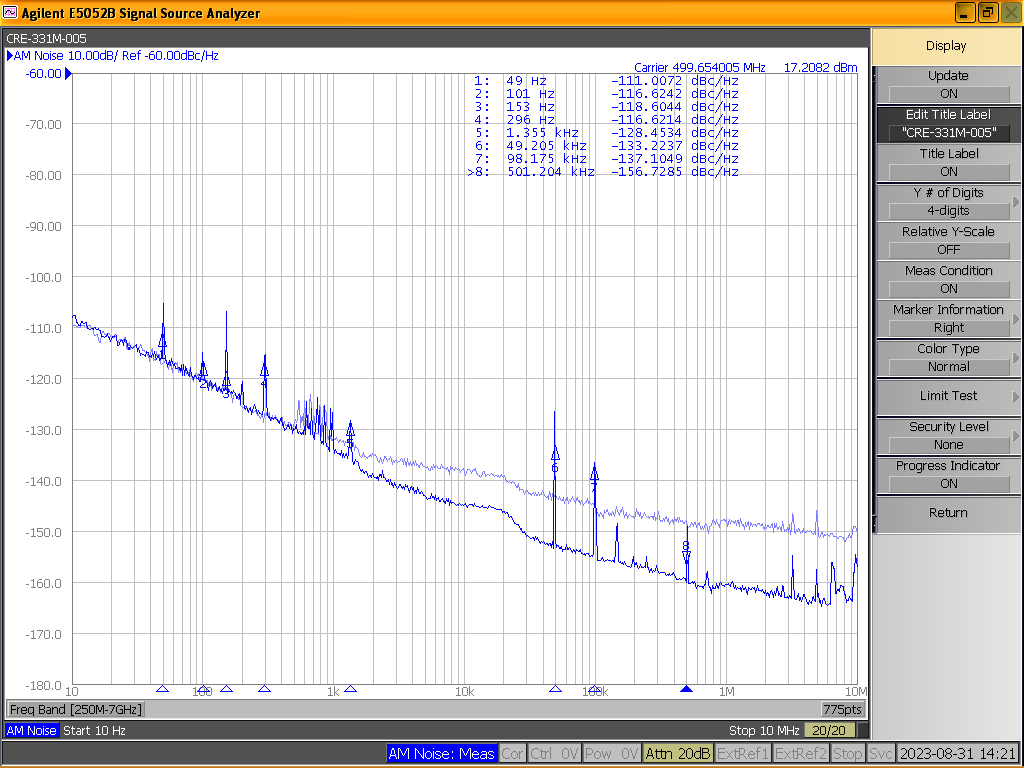 Agilent E5052B Signal Source Analyzer
CRE-331M-005
AM Noise 10.00dB/ Ref -60.00dBc/Hz
Carrier 499.654005 MHz 17.2082 dBm
1: 49 Hz -111.0072 dBc/Hz
2: 101 Hz -116.6242 dBc/Hz
3: 153 Hz -118.6044 dBc/Hz
4: 296 Hz -116.6214 dBc/Hz
5: 1.355 kHz -128.4534 dBc/Hz
6: 49.205 kHz -133.2237 dBc/Hz
7: 98.175 kHz -137.1049 dBc/Hz
>8: 501.204 kHz -156.7285 dBc/Hz
-60.00
-70.00
-80.00
-90.00
-100.0
-110.0
-120.0
-130.0
-140.0
-150.0
-160.0
-170.0
-180.0
10 100 1k 10k 100k 1M 10M
Freq Band [250M-7GHz] 775pts
AM Noise Start 10 Hz Stop 10 MHz 20/20
AM Noise: Meas Cor Ctrl 0V Pow 0V Attn 20dB ExtRef1 ExtRef2 Stop Svc 2023-08-31 14:21
Display
Update
ON
Edit Title Label
"CRE-331M-005"
Title Label
ON
Y # of Digits
4-digits
Relative Y-Scale
OFF
Meas Condition
ON
Marker Information
Right
Color Type
Normal
Limit Test
Security Level
None
Progress Indicator
ON
Return